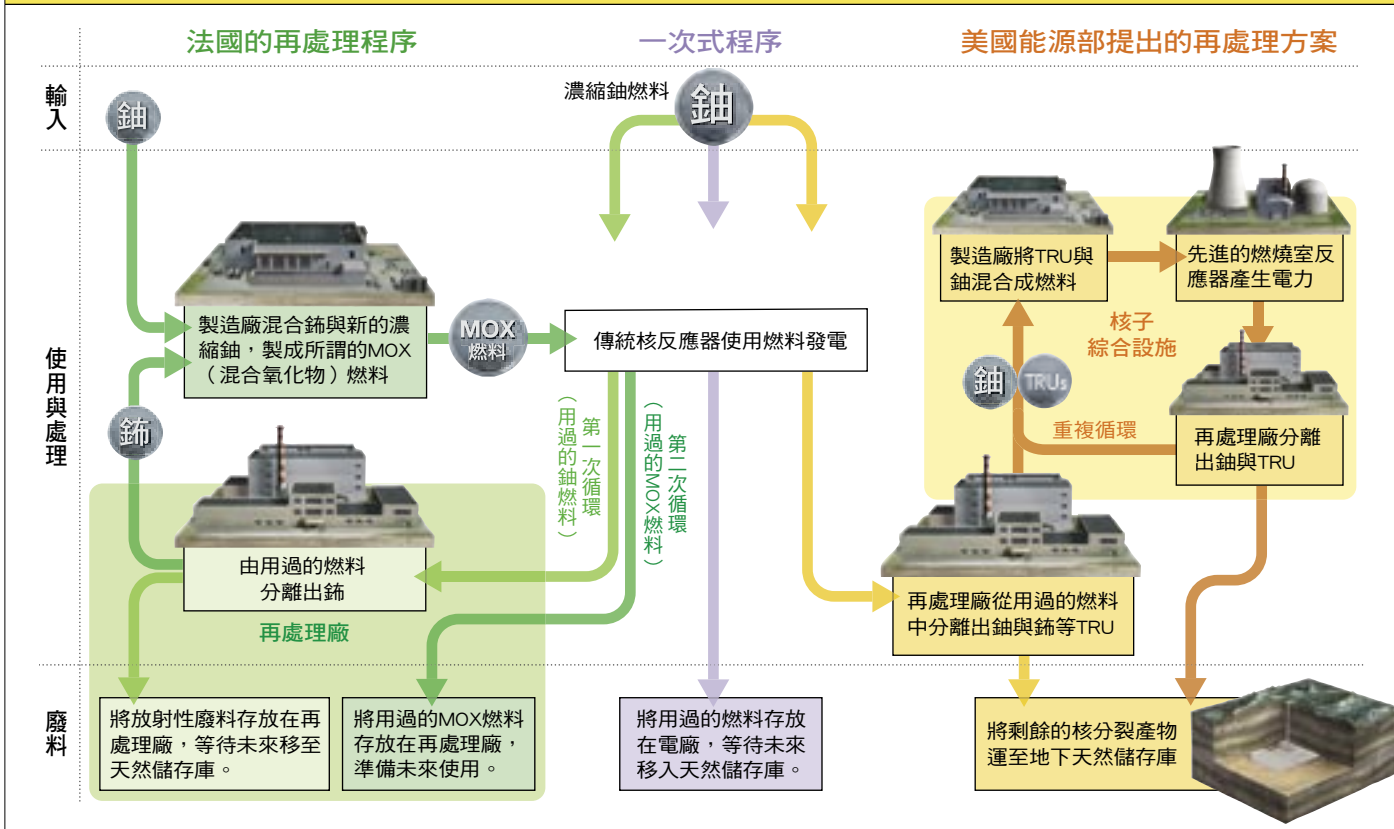 法國的再處理程序
一次式程序
美國能源部提出的再處理方案
輸入
鈾
濃縮鈾燃料
鈾
使用與處理
製造廠混合鈽與新的濃
縮鈾，製成所謂的MOX
（混合氧化物）燃料
MOX
燃料
傳統核反應器使用燃料發電
製造廠將TRU與
鈾混合成燃料
先進的燃燒室反
應器產生電力
核子
綜合設施
鈾
TRUs
重複循環
再處理廠分離
出鈾與TRU
鈽
第一次循環
（用過的鈾燃料）
第二次循環
（用過的MOX燃料）
由用過的燃料
分離出鈽
再處理廠
再處理廠從用過的燃料
中分離出鈾與鈽等TRU
廢料
將放射性廢料存放在再
處理廠，等待未來移至
天然儲存庫。
將用過的MOX燃料
存放在再處理廠，
準備未來使用。
將用過的燃料存放
在電廠，等待未來
移入天然儲存庫。
將剩餘的核分裂產物
運至地下天然儲存庫